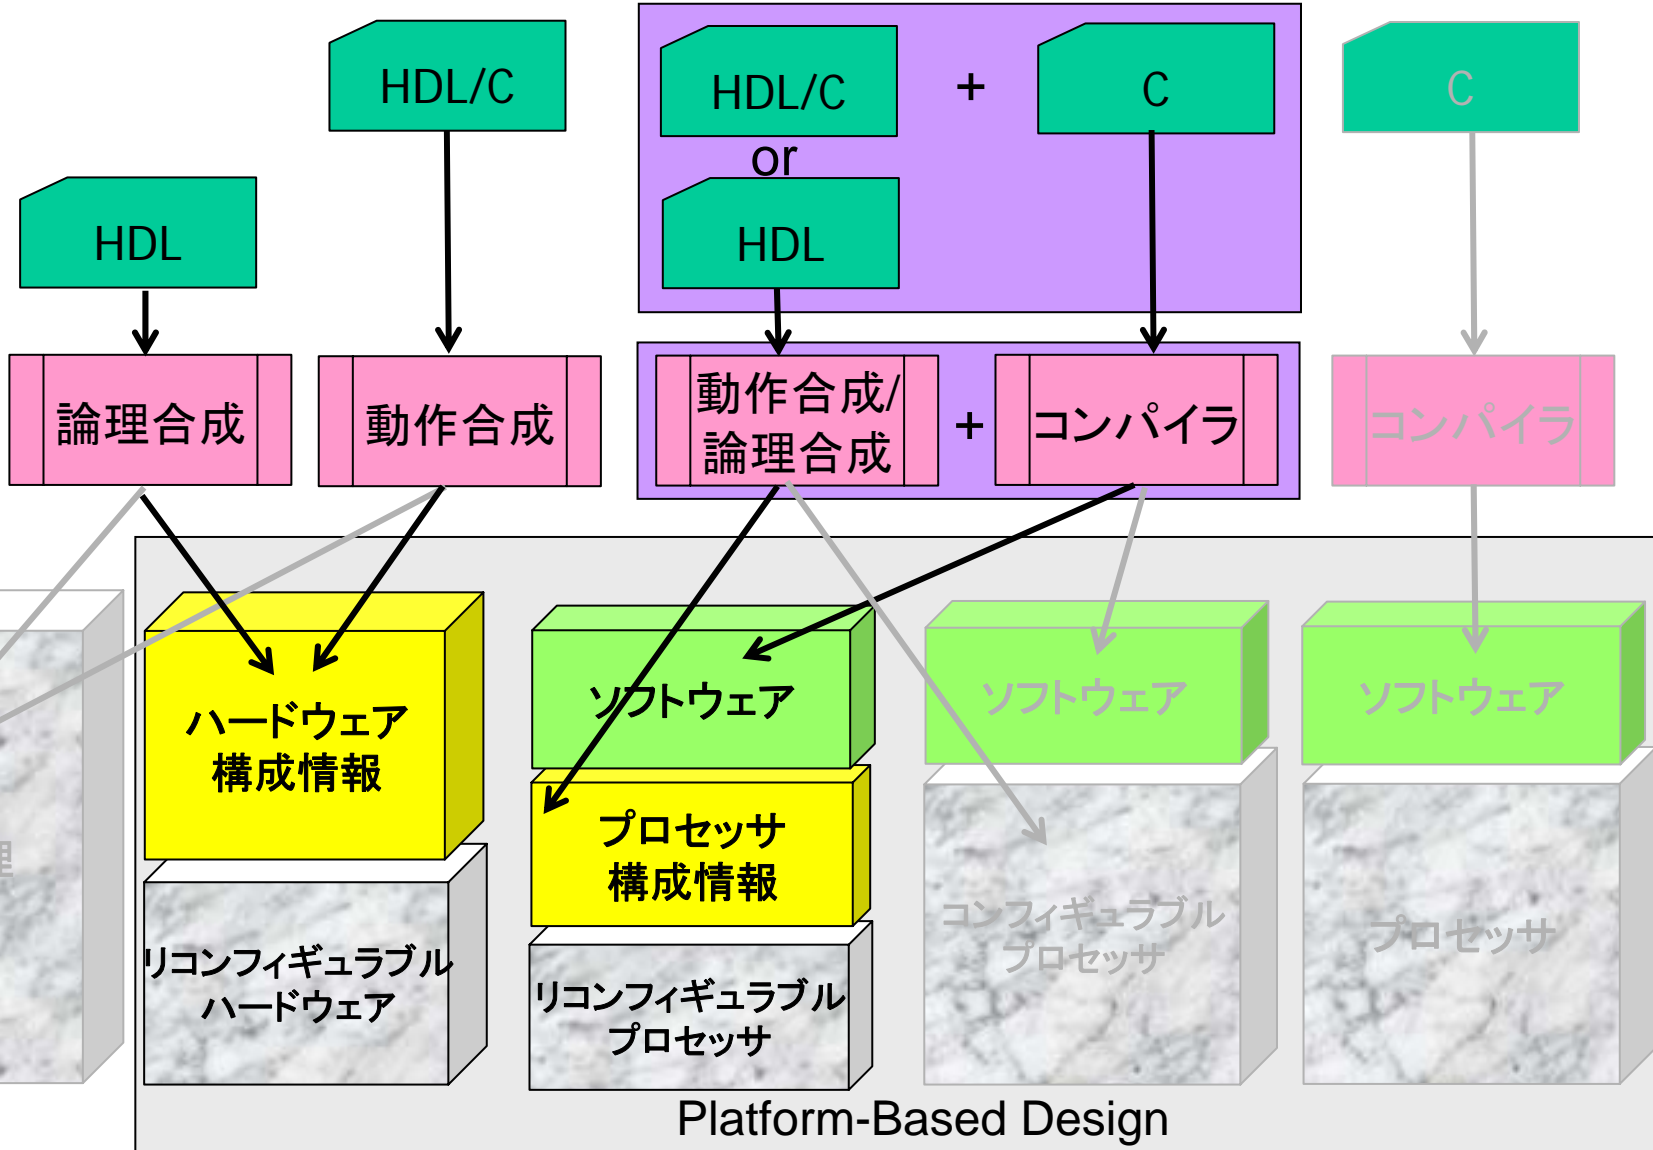 HDL/C
HDL/C
+
C
C
or
HDL
HDL
論理合成
動作合成
動作合成/
論理合成
+
コンパイラ
コンパイラ
ハードウェア
構成情報
ソフトウェア
ソフトウェア
ソフトウェア
プロセッサ
構成情報
理
リコンフィギュラブル
ハードウェア
リコンフィギュラブル
プロセッサ
コンフィギュラブル
プロセッサ
プロセッサ
Platform-Based Design